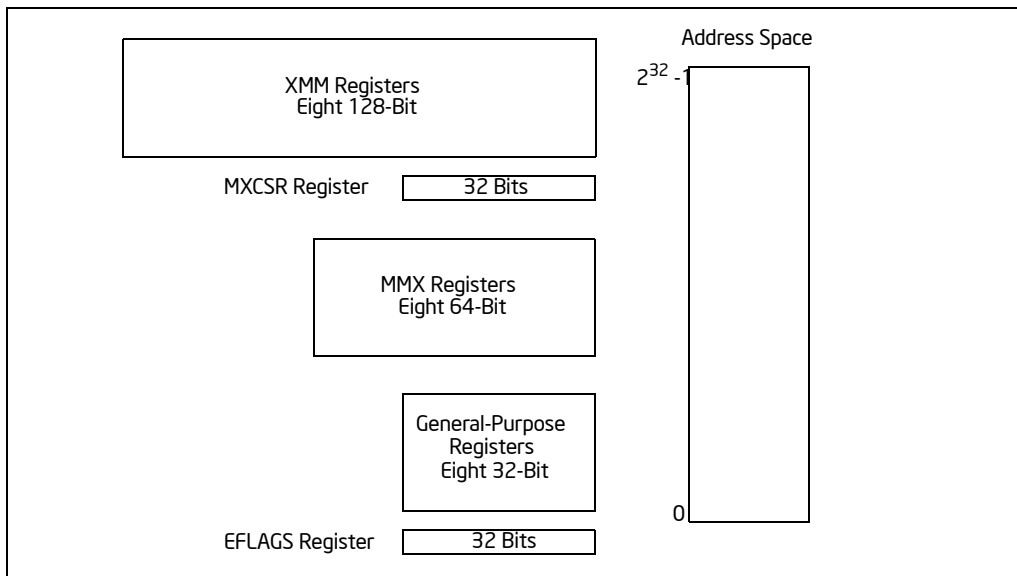 Address Space
2³² -1
XMM Registers
Eight 128-Bit
MXCSR Register
32 Bits
MMX Registers
Eight 64-Bit
General-Purpose
Registers
Eight 32-Bit
0
EFLAGS Register
32 Bits